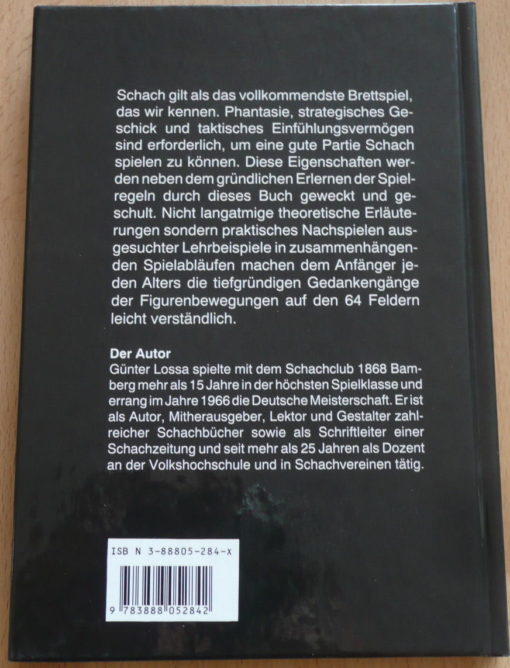 Schach gilt als das vollkommendste Brettspiel,
das wir kennen. Phantasie, strategisches Ge-
schick und taktisches Einfühlungsvermögen
sind erforderlich, um eine gute Partie Schach
spielen zu können. Diese Eigenschaften wer-
den neben dem gründlichen Erlernen der Spiel-
regeln durch dieses Buch geweckt und ge-
schult. Nicht langatmige theoretische Erläute-
rungen sondern praktisches Nachspielen aus-
gesuchter Lehrbeispiele in zusammenhängen-
den Spielabläufen machen dem Anfänger je-
den Alters die tiefgründigen Gedankengänge
der Figurenbewegungen auf den 64 Feldern
leicht verständlich.
Der Autor
Günter Lossa spielte mit dem Schachclub 1868 Bam-
berg mehr als 15 Jahre in der höchsten Spielklasse und
errang im Jahre 1966 die Deutsche Meisterschaft. Er ist
als Autor, Mitherausgeber, Lektor und Gestalter zahl-
reicher Schachbücher sowie als Schriftleiter einer
Schachzeitung und seit mehr als 25 Jahren als Dozent
an der Volkshochschule und in Schachvereinen tätig.
ISB N 3-88805-284-X
9 783888 052842